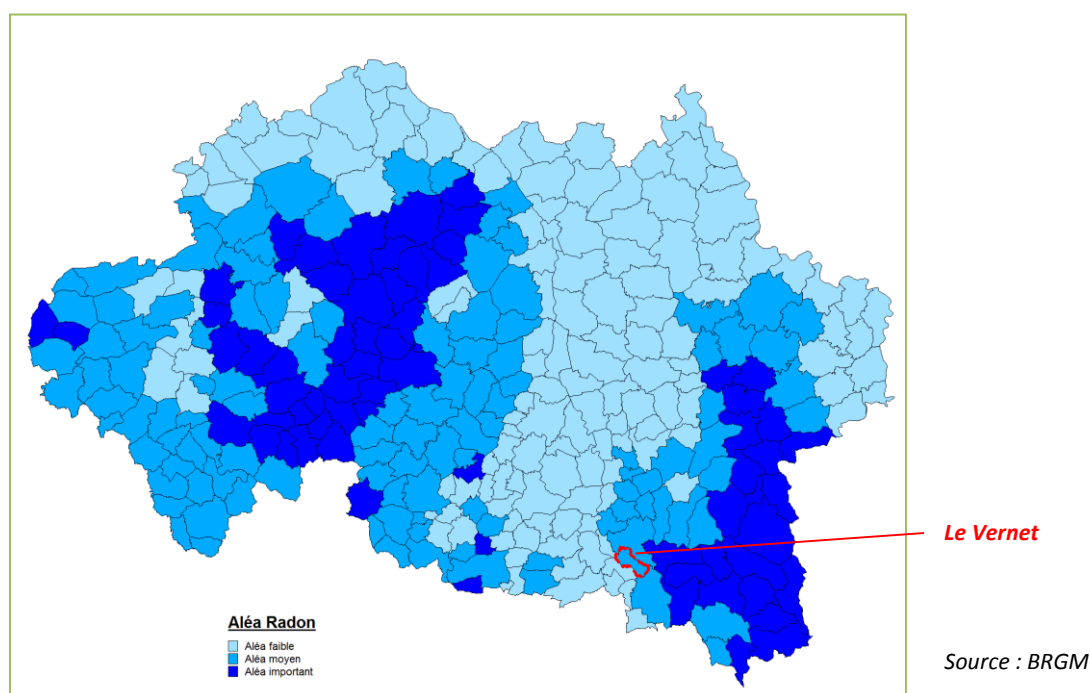 Le Vernet
Aléa Radon
Aléa faible
Aléa moyen
Aléa important
Source : BRGM